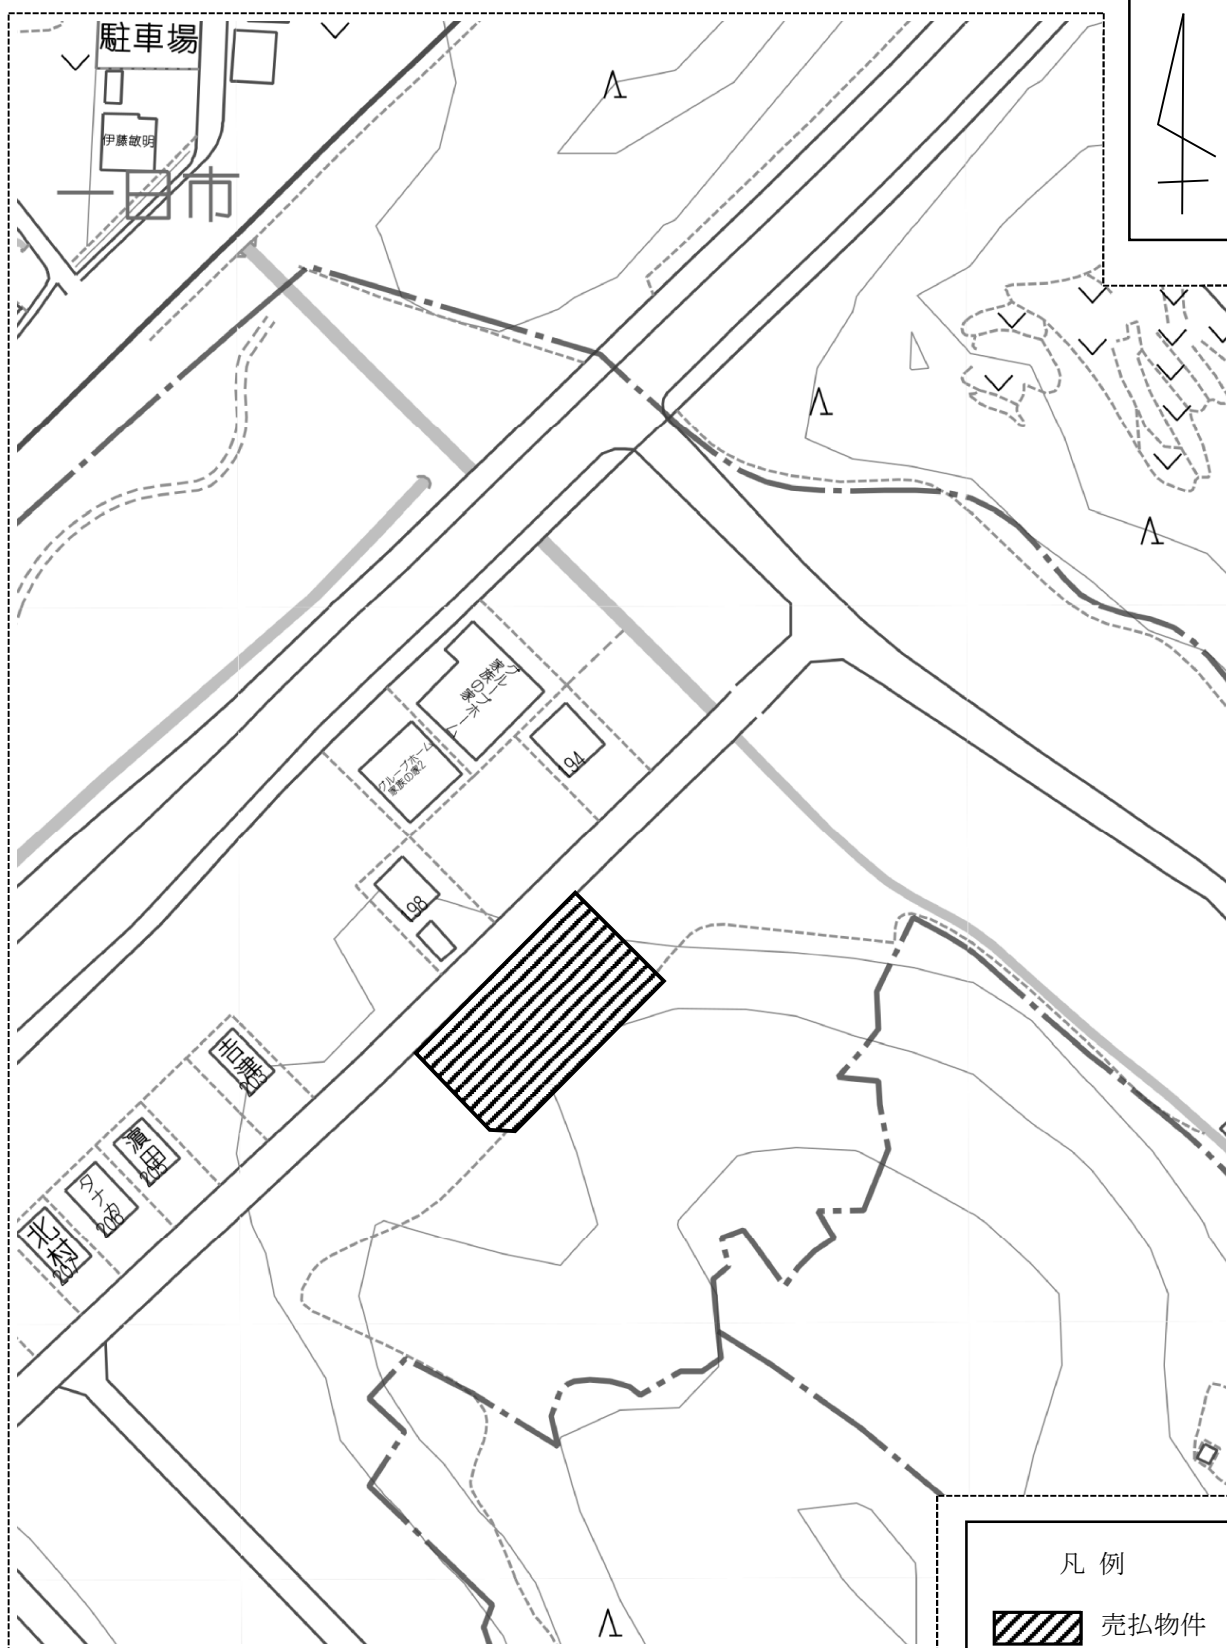 駐車場
伊藤敏明
一 日 市
グループホーム
家族の家
グループホーム
家族の家2
194
198
吉津
203
濱田
205
タナカ
206
北村
207
凡 例
売払物件